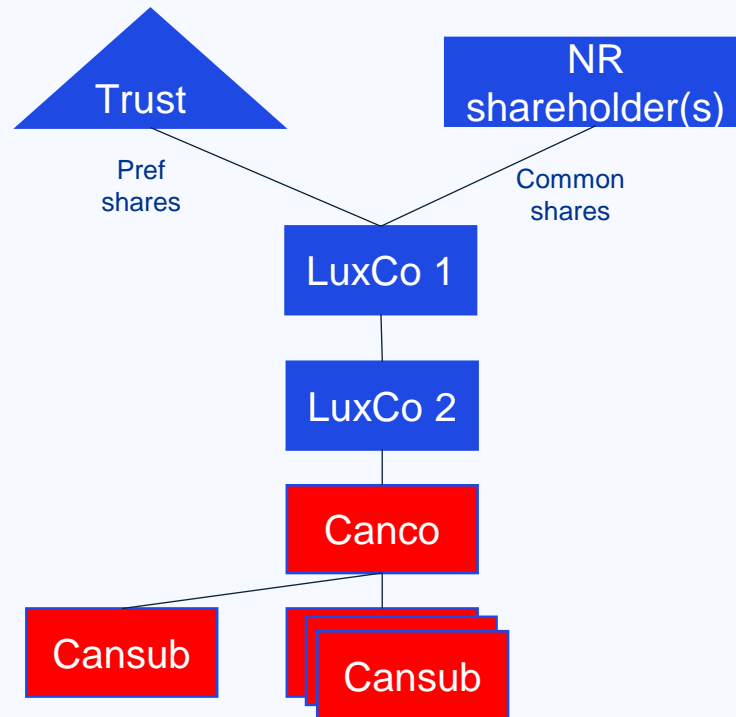 Trust
NR
shareholder(s)
Pref
shares
Common
shares
LuxCo 1
LuxCo 2
Canco
Cansub
Cansub